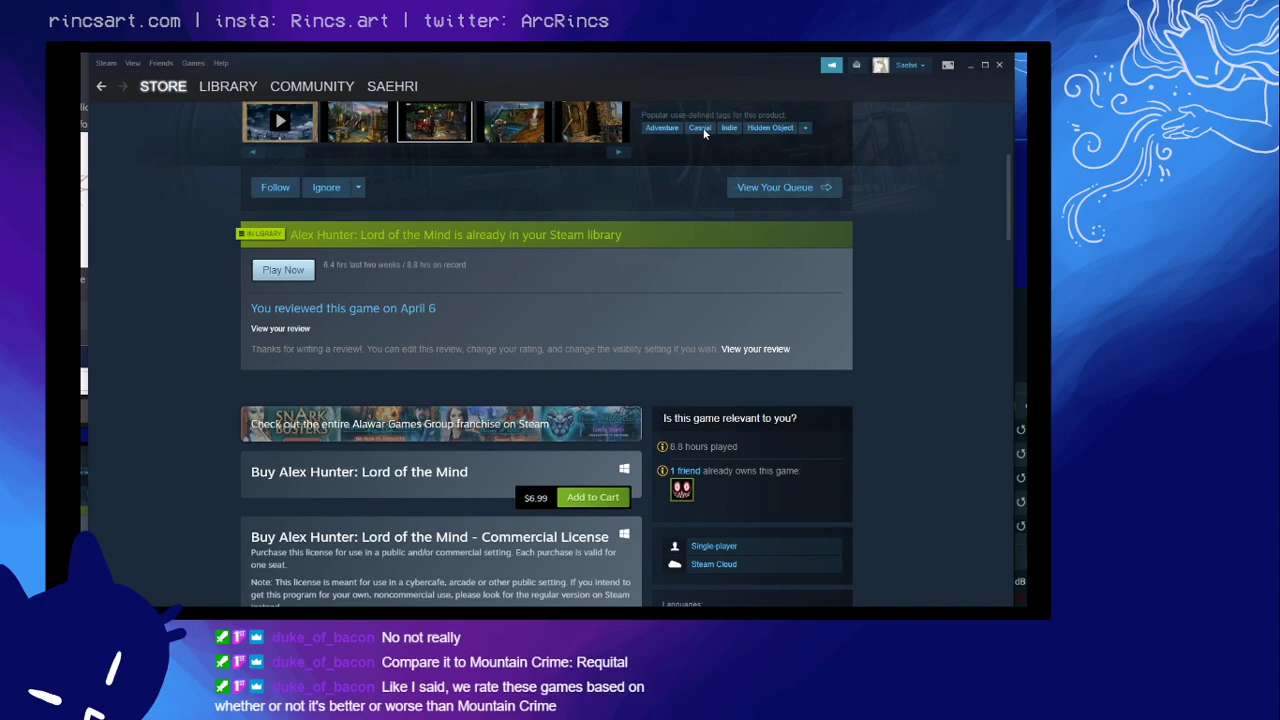 rincsart.com | insta: Rincs.art | twitter: ArcRincs
Steam View Friends Games Help
Saehri
STORE LIBRARY COMMUNITY SAEHRI
Popular user-defined tags for this product:
Adventure Casual Indie Hidden Object +
Follow Ignore View Your Queue
IN LIBRARY Alex Hunter: Lord of the Mind is already in your Steam library
Play Now 6.4 hrs last two weeks / 8.8 hrs on record
You reviewed this game on April 6
View your review
Thanks for writing a review!. You can edit this review, change your rating, and change the visiblity setting if you wish. View your review
SNARK BUSTERS
Check out the entire Alawar Games Group franchise on Steam
Is this game relevant to you?
8.8 hours played
1 friend already owns this game:
Buy Alex Hunter: Lord of the Mind
$6.99 Add to Cart
Buy Alex Hunter: Lord of the Mind - Commercial License
Purchase this license for use in a public and/or commercial setting. Each purchase is valid for
one seat.
Note: This license is meant for use in a cybercafe, arcade or other public setting. If you intend to
get this program for your own, noncommercial use, please look for the regular version on Steam
instead.
Single-player
Steam Cloud
Languages:
dB
1st duke_of_bacon No not really
1st duke_of_bacon Compare it to Mountain Crime: Requital
1st duke_of_bacon Like I said, we rate these games based on
whether or not it's better or worse than Mountain Crime